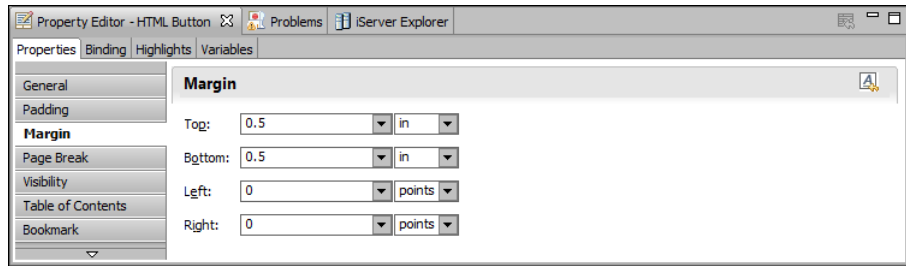 Property Editor - HTML Button Problems iServer Explorer
Properties Binding Highlights Variables
General
Padding
Margin
Page Break
Visibility
Table of Contents
Bookmark
Margin
Top: 0.5 in
Bottom: 0.5 in
Left: 0 points
Right: 0 points